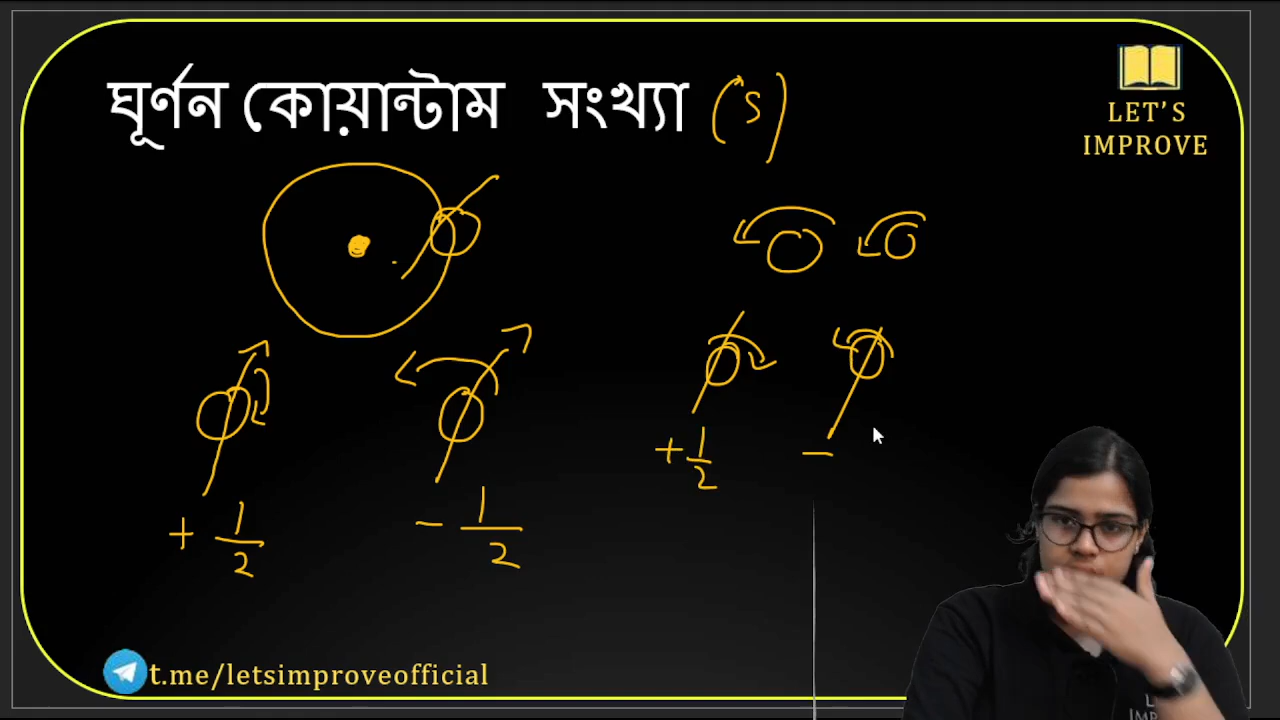 ঘূর্ণন কোয়ান্টাম সংখ্যা (s)
LET'S
IMPROVE
+ 1/2
-
+ 1/2
- 1/2
t.me/letsimproveofficial